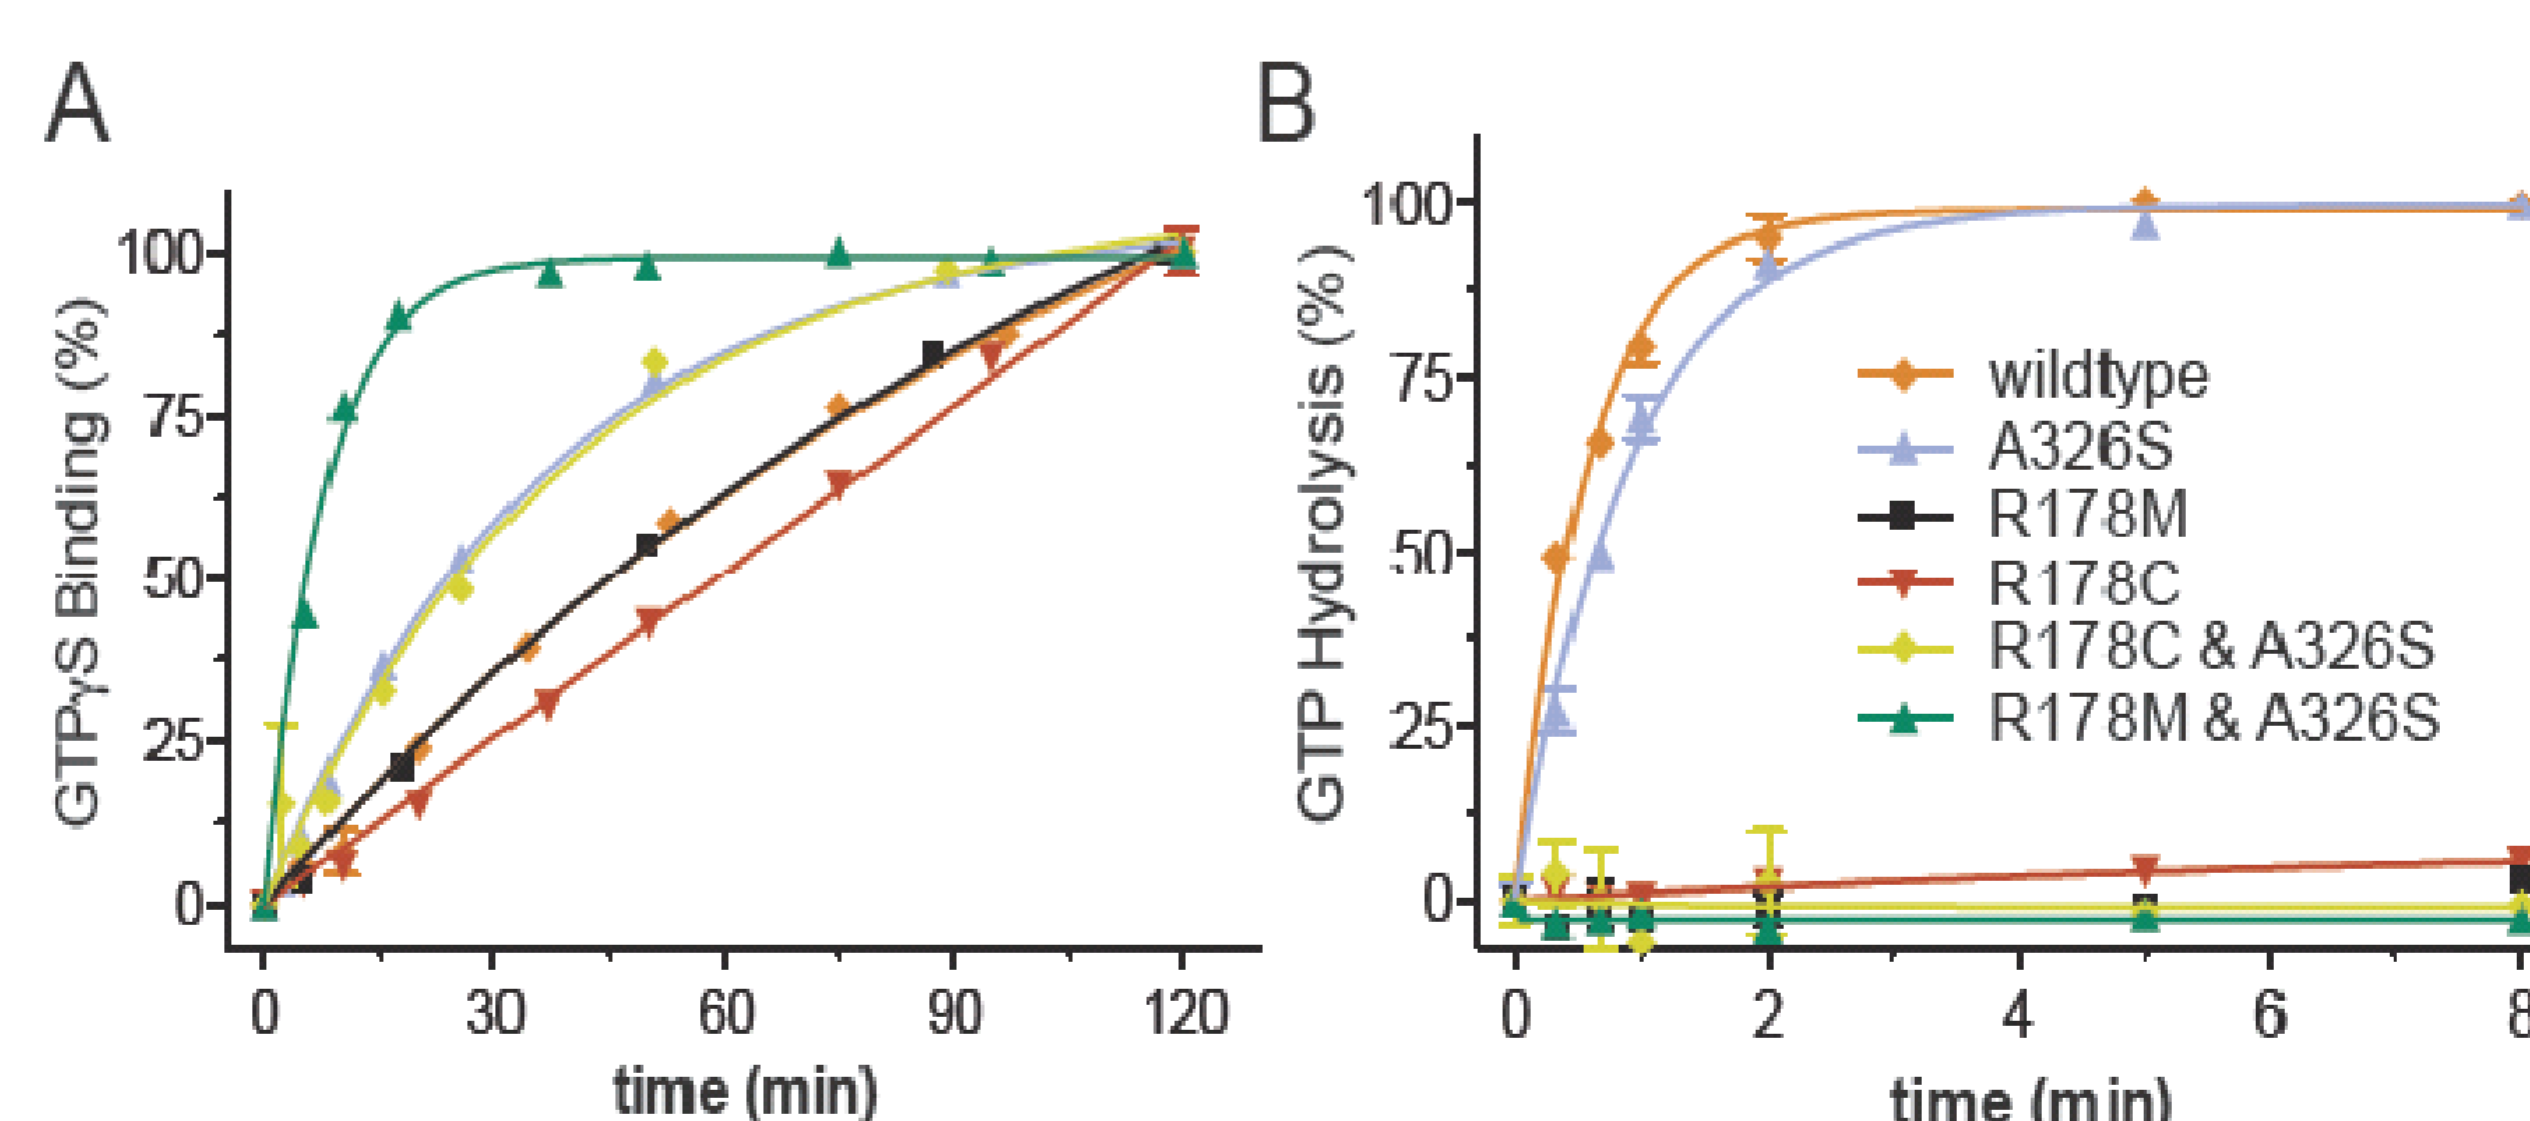 A
GTPγS Binding (%)
100
75
50
25
0
0 30 60 90 120
time (min)
B
GTP Hydrolysis (%)
100
75
50
25
0
0 2 4 6 8
time (min)
wildtype
A326S
R178M
R178C
R178C & A326S
R178M & A326S